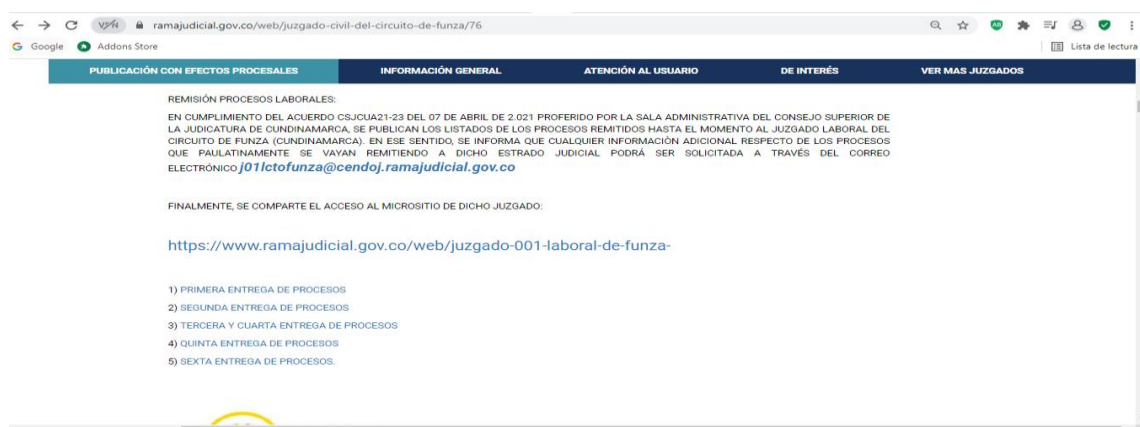 VPN ramajudicial.gov.co/web/juzgado-civil-del-circuito-de-funza/76
G Google Addons Store Lista de lectura
PUBLICACIÓN CON EFECTOS PROCESALES INFORMACIÓN GENERAL ATENCIÓN AL USUARIO DE INTERÉS VER MAS JUZGADOS
REMISIÓN PROCESOS LABORALES:
EN CUMPLIMIENTO DEL ACUERDO CSJCUA21-23 DEL 07 DE ABRIL DE 2.021 PROFERIDO POR LA SALA ADMINISTRATIVA DEL CONSEJO SUPERIOR DE
LA JUDICATURA DE CUNDINAMARCA, SE PUBLICAN LOS LISTADOS DE LOS PROCESOS REMITIDOS HASTA EL MOMENTO AL JUZGADO LABORAL DEL
CIRCUITO DE FUNZA (CUNDINAMARCA). EN ESE SENTIDO, SE INFORMA QUE CUALQUIER INFORMACIÓN ADICIONAL RESPECTO DE LOS PROCESOS
QUE PAULATINAMENTE SE VAYAN REMITIENDO A DICHO ESTRADO JUDICIAL PODRÁ SER SOLICITADA A TRAVÉS DEL CORREO
ELECTRÓNICO j01lctofunza@cendoj.ramajudicial.gov.co
FINALMENTE, SE COMPARTE EL ACCESO AL MICROSITIO DE DICHO JUZGADO:
https://www.ramajudicial.gov.co/web/juzgado-001-laboral-de-funza-
1) PRIMERA ENTREGA DE PROCESOS
2) SEGUNDA ENTREGA DE PROCESOS
3) TERCERA Y CUARTA ENTREGA DE PROCESOS
4) QUINTA ENTREGA DE PROCESOS
5) SEXTA ENTREGA DE PROCESOS.